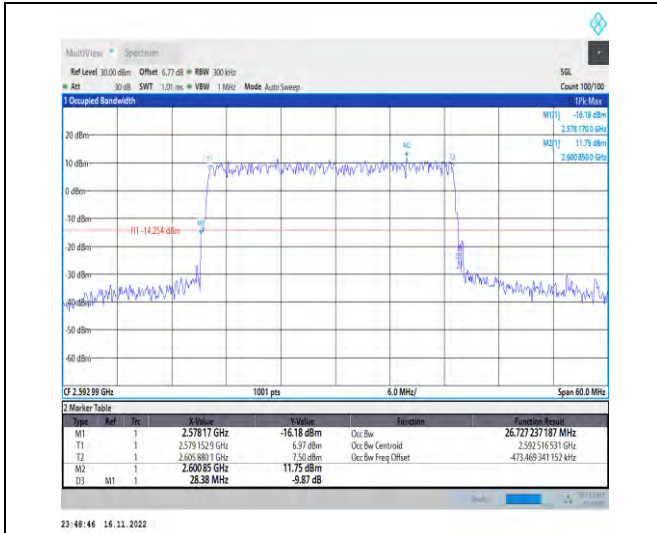 MultiView Spectrum
Ref Level 30.00 dBm Offset 6.77 dB RBW 300 kHz SGL
Att 30 dB SWT 1.01 ms VBW 1 MHz Mode Auto Sweep Count 100/100
1 Occupied Bandwidth 1Pk Max
M1[1] -16.18 dBm
2.578 170 0 GHz
M2[1] 11.75 dBm
2.600 850 0 GHz
20 dBm
10 dBm
0 dBm
-10 dBm
-20 dBm
-30 dBm
-40 dBm
-50 dBm
-60 dBm
T1
M2
T2
M1
H1 -14.254 dBm
CF 2.592 99 GHz 1001 pts 6.0 MHz/ Span 60.0 MHz
2 Marker Table
Type Ref Trc X-Value Y-Value Function Function Result
M1 1 2.57817 GHz -16.18 dBm Occ Bw 26.727 237 187 MHz
T1 1 2.579 152 9 GHz 6.97 dBm Occ Bw Centroid 2.592 516 531 GHz
T2 1 2.605 880 1 GHz 7.50 dBm Occ Bw Freq Offset -473.469 341 152 kHz
M2 1 2.60085 GHz 11.75 dBm
D3 M1 1 28.38 MHz -9.87 dB
23:48:46 16.11.2022